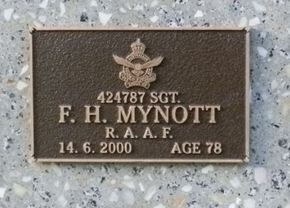 424787 SGT.
F. H. MYNOTT
R. A. A. F.
14. 6. 2000 AGE 78